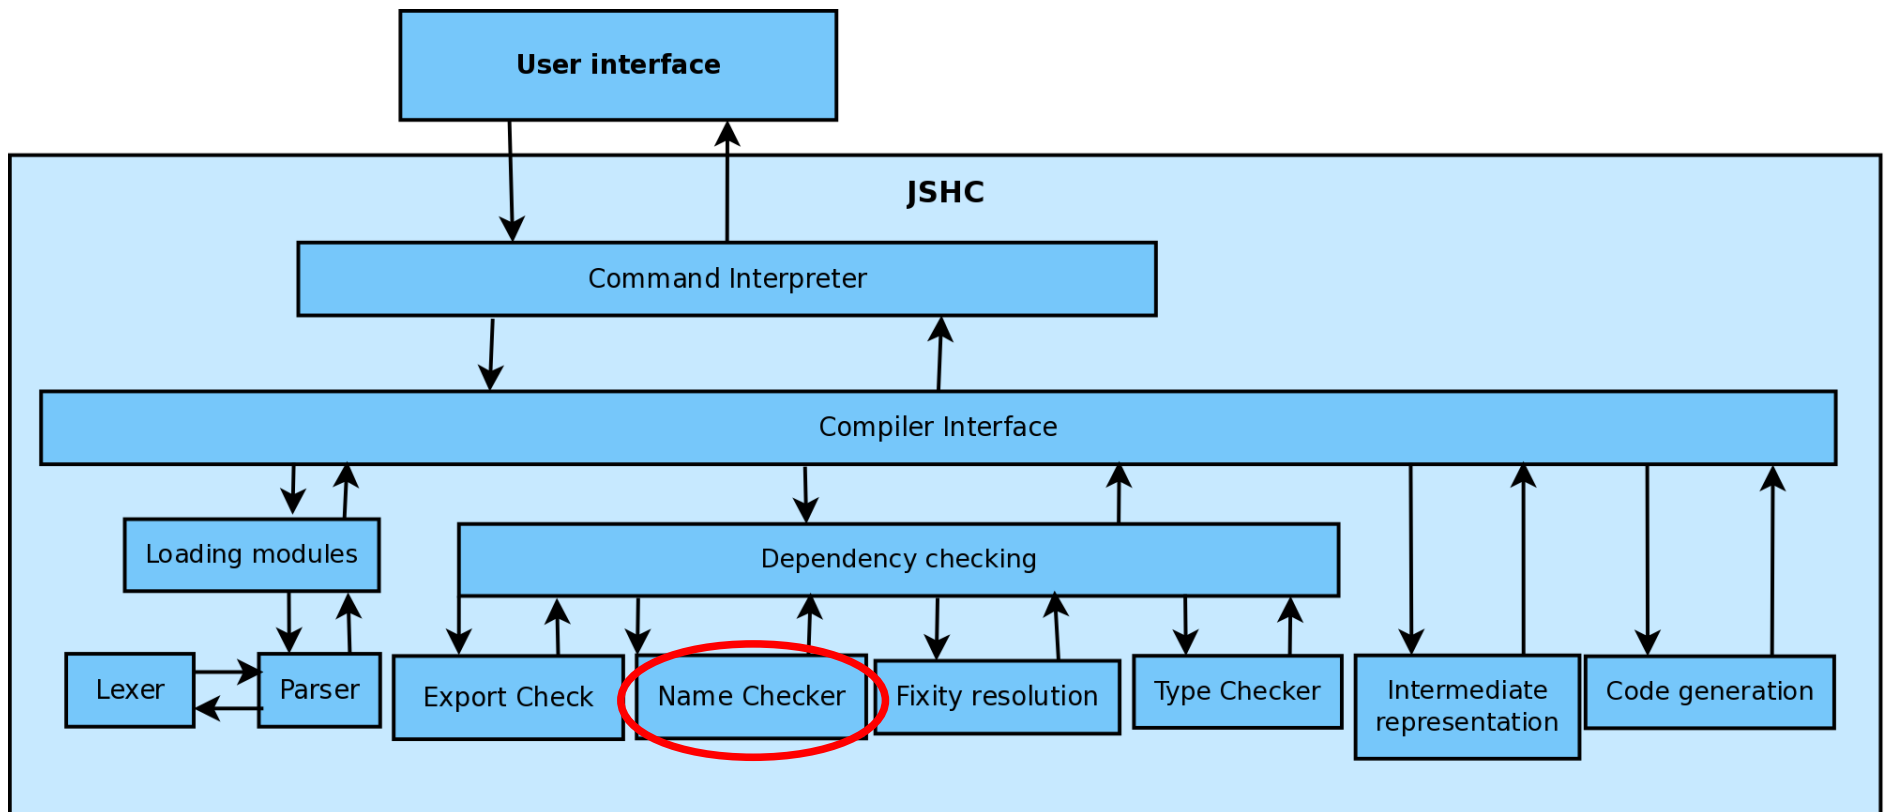 User interface
JSHC
Command Interpreter
Compiler Interface
Loading modules
Dependency checking
Lexer
Parser
Export Check
Name Checker
Fixity resolution
Type Checker
Intermediate
representation
Code generation